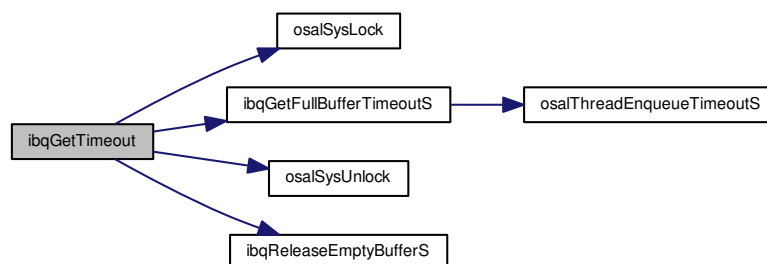 osalSysLock
ibqGetFullBufferTimeoutS
osalThreadEnqueueTimeoutS
ibqGetTimeout
osalSysUnlock
ibqReleaseEmptyBufferS